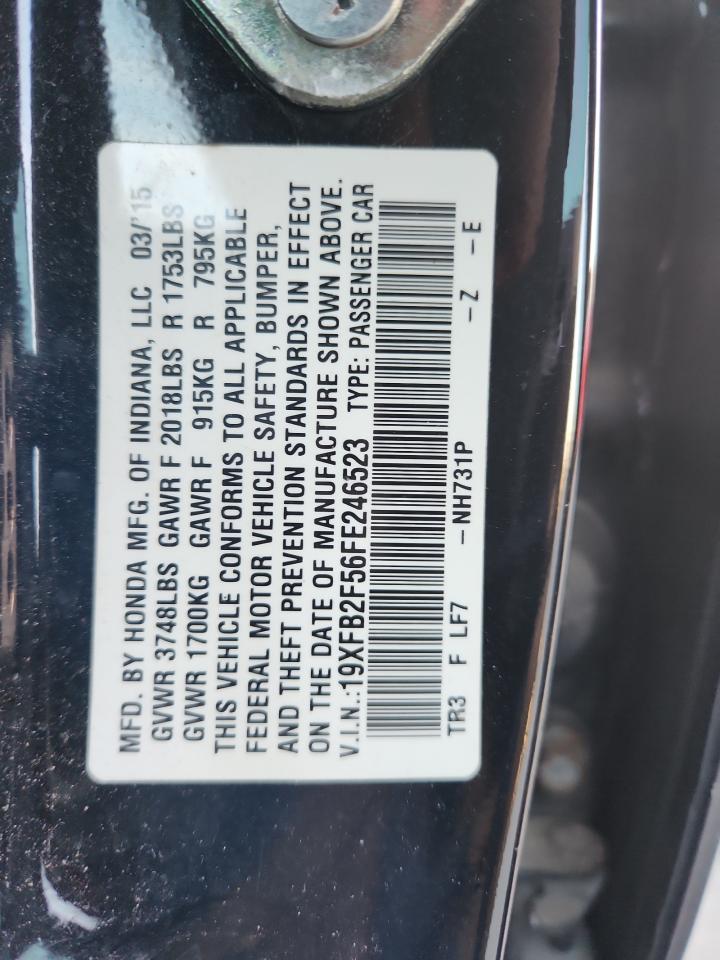 MFD. BY HONDA MFG. OF INDIANA, LLC 03/'15
GVWR 3748LBS GAWR F 2018LBS R 1753LBS
GVWR 1700KG GAWR F 915KG R 795KG
THIS VEHICLE CONFORMS TO ALL APPLICABLE
FEDERAL MOTOR VEHICLE SAFETY, BUMPER,
AND THEFT PREVENTION STANDARDS IN EFFECT
ON THE DATE OF MANUFACTURE SHOWN ABOVE.
V.I.N.:19XFB2F56FE246523 TYPE: PASSENGER CAR
TR3 F LF7 -NH731P -Z -E